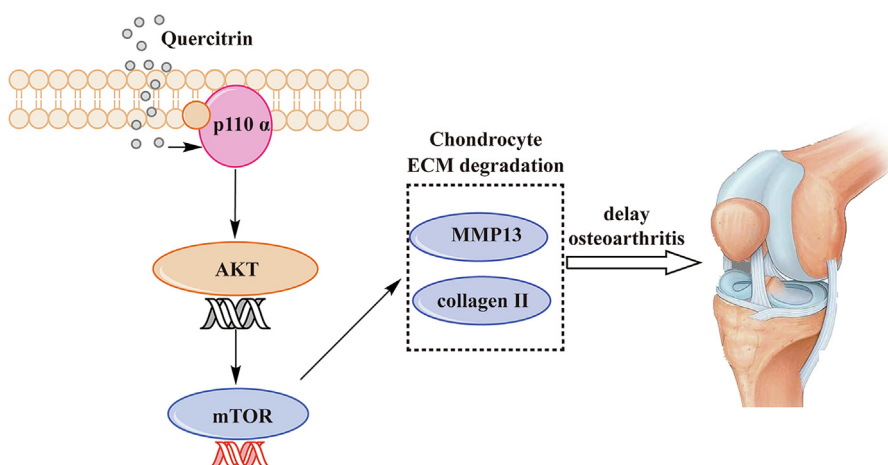 Quercitrin
p110 α
AKT
mTOR
Chondrocyte
ECM degradation
MMP13
collagen II
delay
osteoarthritis